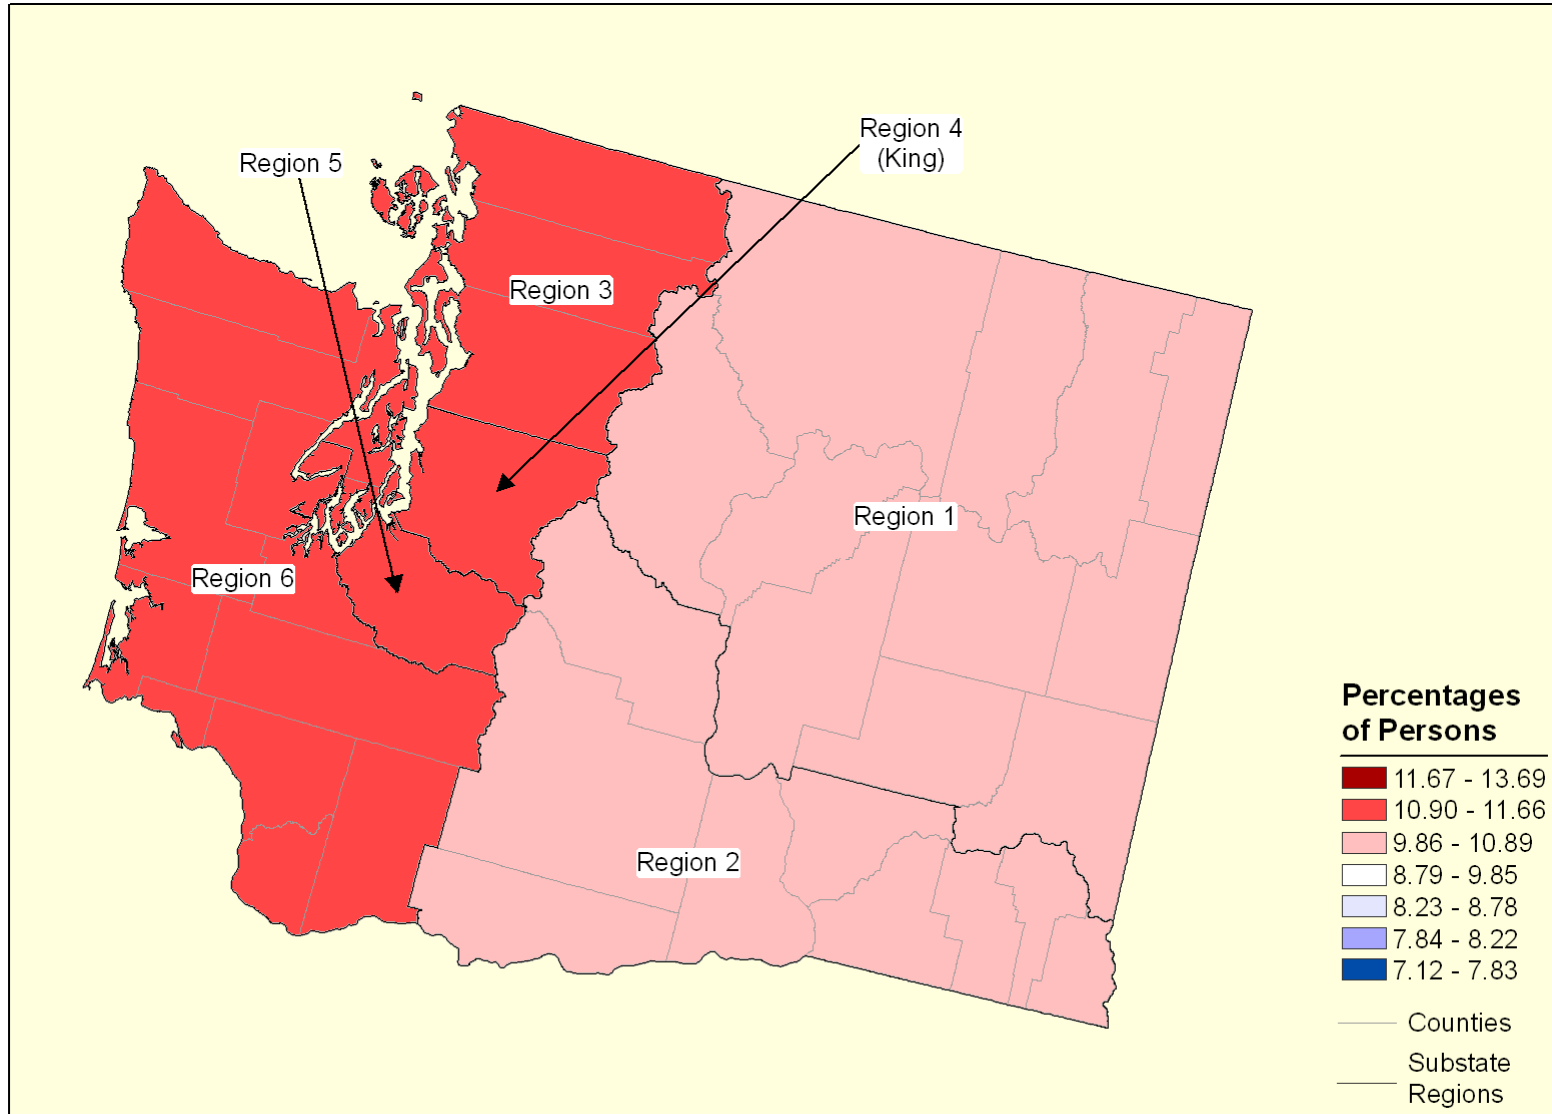 Region 4
(King)
Region 5
Region 3
Region 1
Region 6
Region 2
Percentages
of Persons
11.67 - 13.69
10.90 - 11.66
9.86 - 10.89
8.79 - 9.85
8.23 - 8.78
7.84 - 8.22
7.12 - 7.83
Counties
Substate
Regions